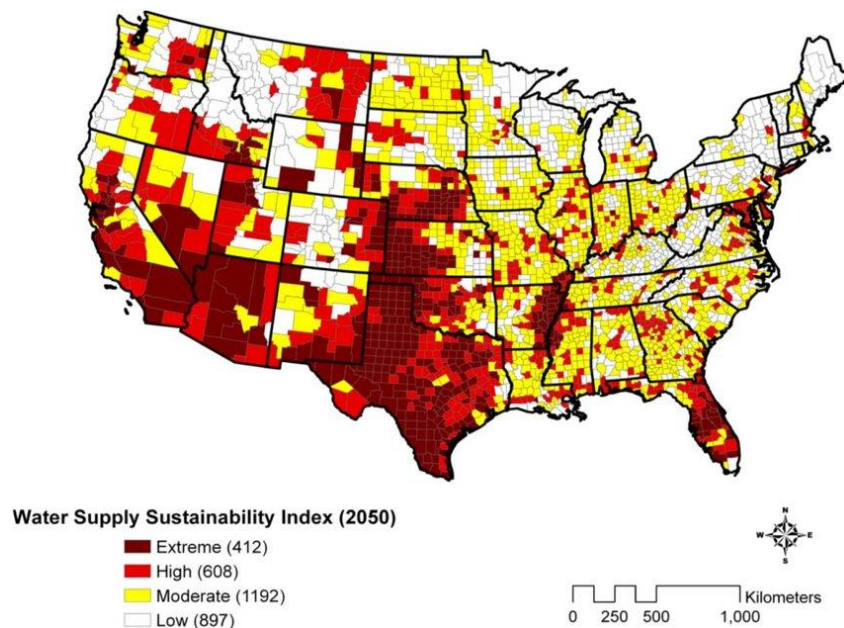 Water Supply Sustainability Index (2050)
Extreme (412)
High (608)
Moderate (1192)
Low (897)
N
W E
S
Kilometers
0 250 500 1,000